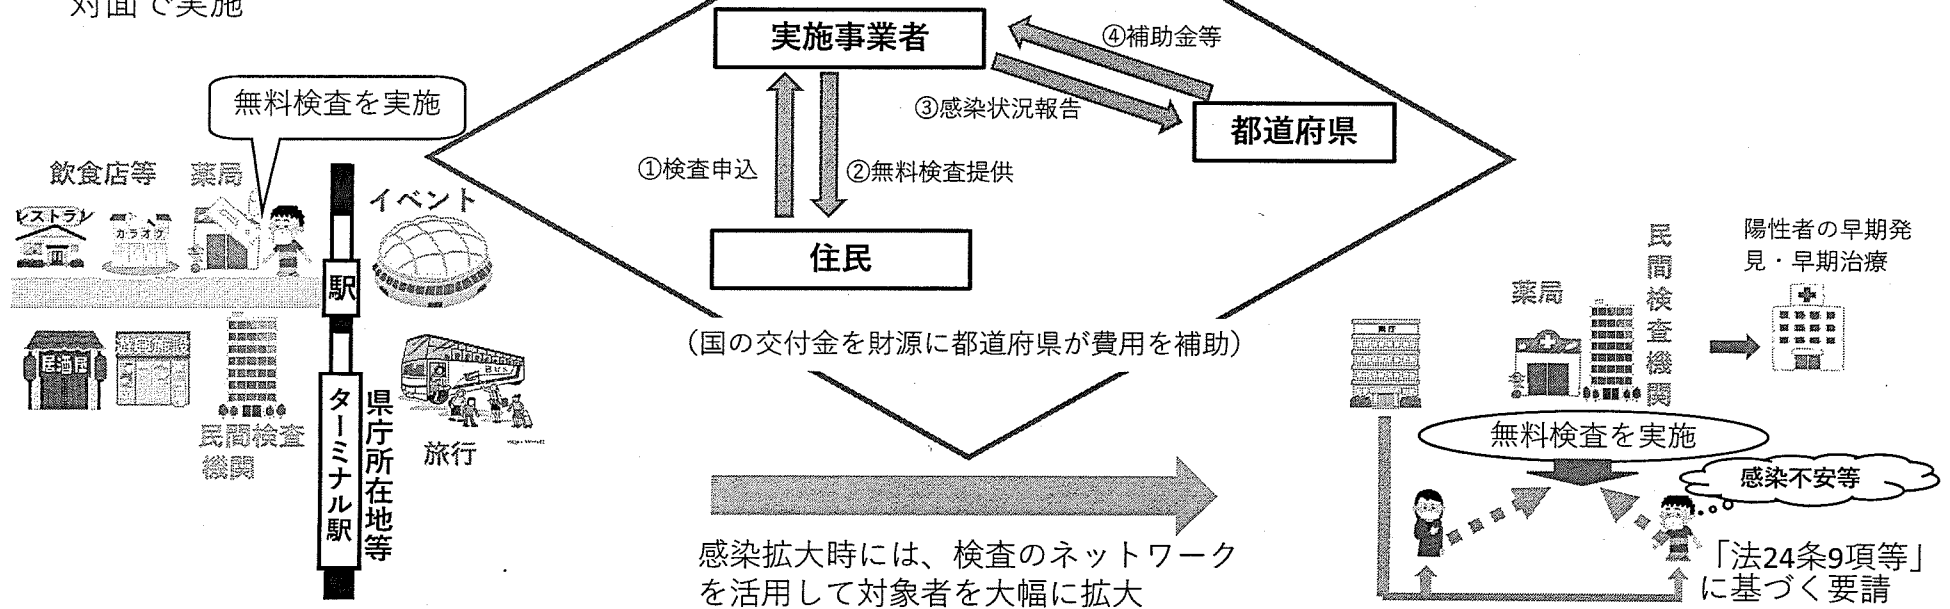 対面で実施
実施事業者
④補助金等
③感染状況報告
都道府県
①検査申込
②無料検査提供
住民
(国の交付金を財源に都道府県が費用を補助)
無料検査を実施
飲食店等
薬局
レストラン
カラオケ
イベント
駅
居酒屋
民間検査
機関
ターミナル駅
県庁所在地等
旅行
感染拡大時には、検査のネットワーク
を活用して対象者を大幅に拡大
県庁
薬局
民間検査機関
陽性者の早期発
見・早期治療
無料検査を実施
感染不安等
「法24条9項等」
に基づく要請